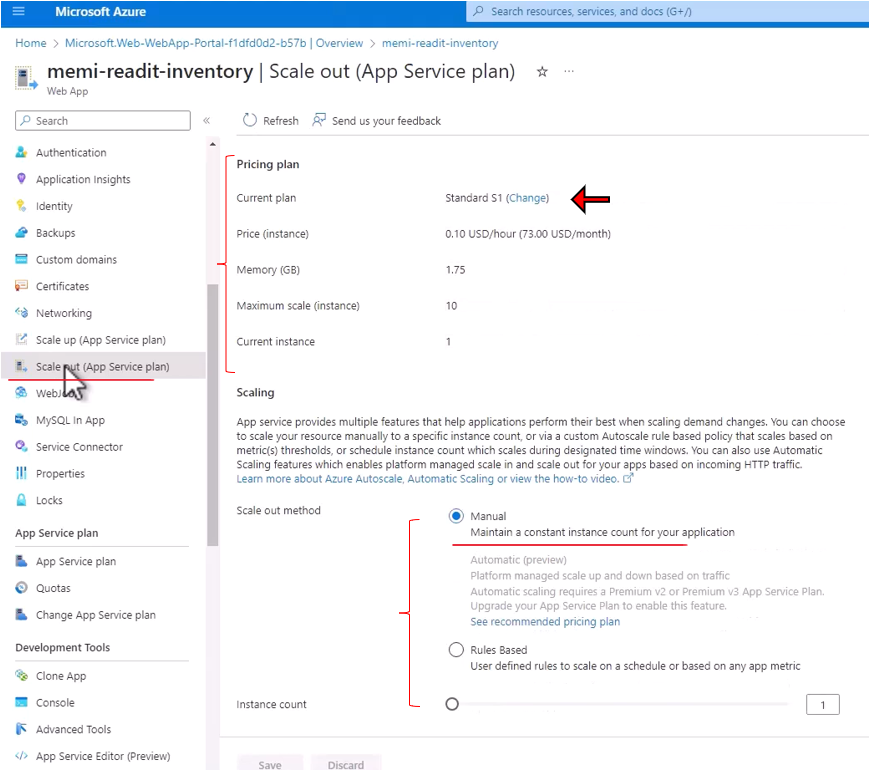 Microsoft Azure
Search resources, services, and docs (G+/)
Home > Microsoft.Web-WebApp-Portal-f1dfd0d2-b57b | Overview > memi-readit-inventory
memi-readit-inventory | Scale out (App Service plan)
Web App
Search
Refresh
Send us your feedback
Authentication
Application Insights
Identity
Backups
Custom domains
Certificates
Networking
Scale up (App Service plan)
Scale out (App Service plan)
MySQL In App
Service Connector
Properties
Locks
App Service plan
App Service plan
Quotas
Change App Service plan
Development Tools
Clone App
Console
Advanced Tools
App Service Editor (Preview)
Pricing plan
Current plan
Standard S1 (Change)
Price (instance)
0.10 USD/hour (73.00 USD/month)
Memory (GB)
1.75
Maximum scale (instance)
10
Current instance
1
Scaling
App service provides multiple features that help applications perform their best when scaling demand changes. You can choose
to scale your resource manually to a specific instance count, or via a custom Autoscale rule based policy that scales based on
metric(s) thresholds, or schedule instance count which scales during designated time windows. You can also use Automatic
Scaling features which enables platform managed scale in and scale out for your apps based on incoming HTTP traffic.
Learn more about Azure Autoscale, Automatic Scaling or view the how-to video.
Scale out method
Manual
Maintain a constant instance count for your application
Automatic (preview)
Platform managed scale up and down based on traffic
Automatic scaling requires a Premium v2 or Premium v3 App Service Plan.
Upgrade your App Service Plan to enable this feature.
See recommended pricing plan
Rules Based
User defined rules to scale on a schedule or based on any app metric
Instance count
1
Save
Discard